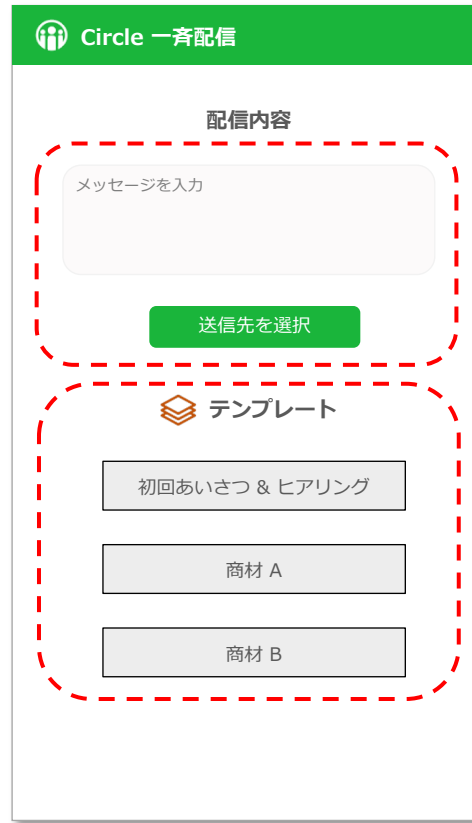 Circle 一斉配信
配信内容
メッセージを入力
送信先を選択
テンプレート
初回あいさつ & ヒアリング
商材 A
商材 B